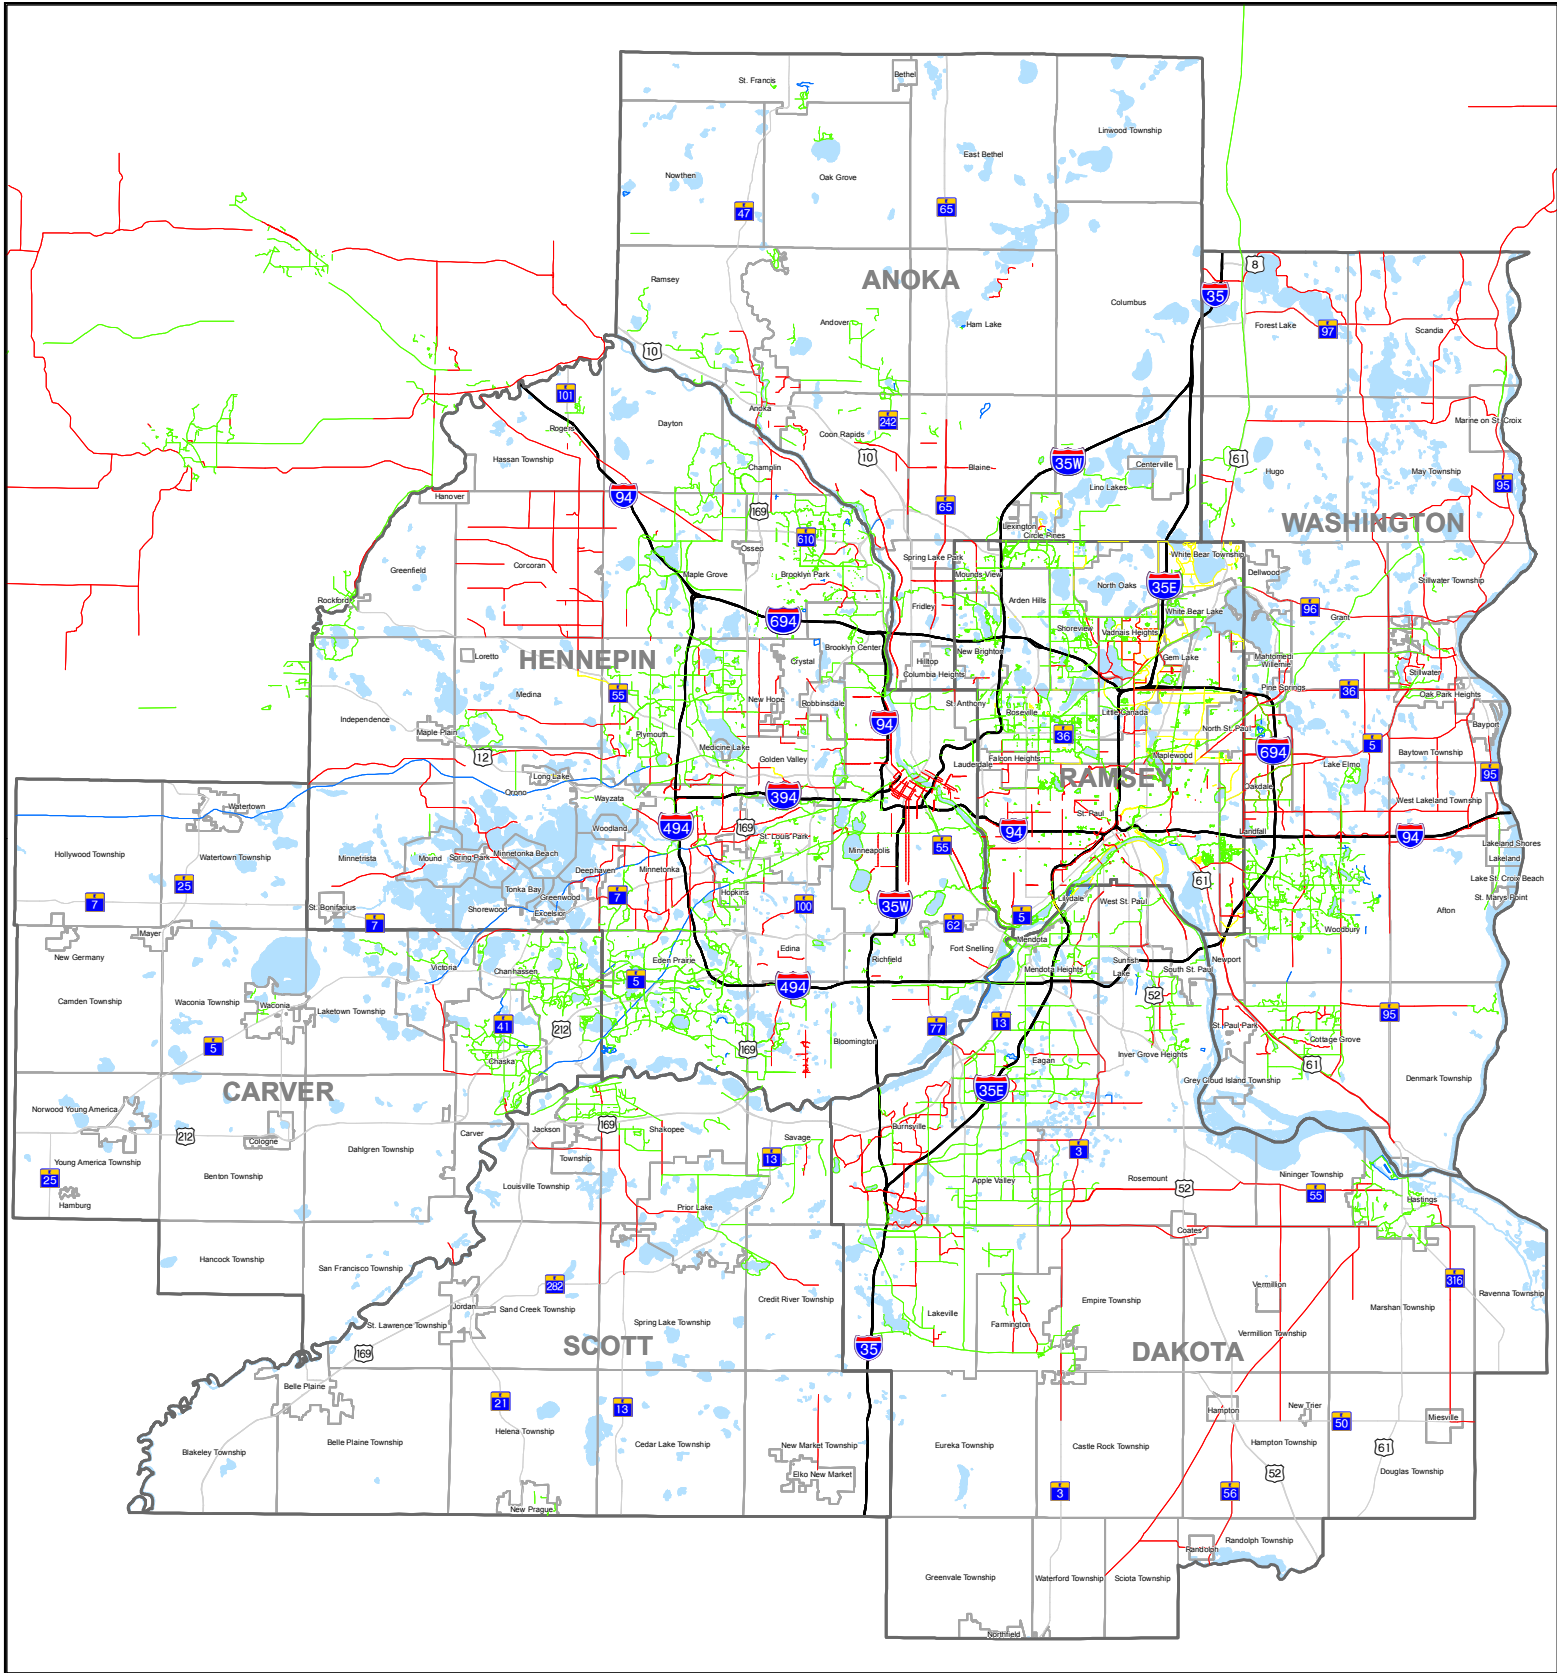 St. Francis
Bethel
Linwood Township
East Bethel
Nowthen
Oak Grove
47
65
8
Ramsey
ANOKA
35
Columbus
Andover
Ham Lake
Forest Lake
97
Scandia
10
101
Anoka
242
Rogers
Dayton
Coon Rapids
Marine on St. Croix
10
61
35W
Hassan Township
Champlin
Blaine
Centerville
Hugo
May Township
95
Hanover
94
Lino Lakes
169
65
WASHINGTON
Lexington
Circle Pines
610
Osseo
Spring Lake Park
White Bear Township
Greenfield
Corcoran
Maple Grove
Brooklyn Park
Mounds View
North Oaks
35E
Dellwood
Stillwater Township
Rockford
Fridley
Arden Hills
White Bear Lake
96
Grant
694
Shoreview
Vadnais Heights
Brooklyn Center
New Brighton
Loretto
HENNEPIN
Crystal
Hilltop
Columbia Heights
Gem Lake
Mahtomedi
Willernie
Stillwater
Medina
55
New Hope
Robbinsdale
St. Anthony
Pine Springs
36
Oak Park Heights
Independence
94
Roseville
Little Canada
Bayport
Maple Plain
Plymouth
36
North St. Paul
5
12
Medicine Lake
Golden Valley
Lauderdale
Falcon Heights
Maplewood
694
Baytown Township
Long Lake
RAMSEY
Lake Elmo
95
Orono
Wayzata
394
Oakdale
West Lakeland Township
Watertown
Woodland
494
169
St. Louis Park
94
St. Paul
Landfall
94
Hollywood Township
Watertown Township
Minnetrista
Mound
Spring Park
Minnetonka Beach
Minneapolis
55
Lakeland Shores
Lakeland
Deephaven
Minnetonka
Lake St. Croix Beach
25
Tonka Bay
Greenwood
7
Hopkins
61
St. Marys Point
7
St. Bonifacius
Shorewood
Excelsior
100
35W
Lilydale
West St. Paul
Afton
7
5
Mayer
62
Woodbury
New Germany
Edina
Fort Snelling
Mendota
Richfield
Victoria
Chanhassen
Eden Prairie
Mendota Heights
Sunfish
Lake
South St. Paul
Newport
5
494
52
Camden Township
Waconia Township
Waconia
Laketown Township
41
212
77
13
St. Paul Park
95
5
169
Bloomington
Cottage Grove
Chaska
Eagan
Inver Grove Heights
61
CARVER
35E
Grey Cloud Island Township
Denmark Township
Norwood Young America
212
Cologne
Carver
Jackson
169
Shakopee
Burnsville
Savage
Township
3
Dahlgren Township
13
Young America Township
Benton Township
Nininger Township
25
Louisville Township
Apple Valley
Rosemount
52
55
Hastings
Hamburg
Prior Lake
Coates
Hancock Township
San Francisco Township
282
Vermillion
316
Jordan
Sand Creek Township
Credit River Township
Empire Township
Ravenna Township
St. Lawrence Township
Spring Lake Township
Lakeville
Farmington
Marshan Township
Vermillion Township
169
SCOTT
35
DAKOTA
Belle Plaine
21
13
Hampton
New Trier
50
Miesville
Blakeley Township
Belle Plaine Township
Helena Township
Cedar Lake Township
New Market Township
Eureka Township
Castle Rock Township
Hampton Township
61
Elko New Market
52
Douglas Township
3
56
New Prague
Randolph
Randolph Township
Greenvale Township
Waterford Township
Sciota Township
Northfield